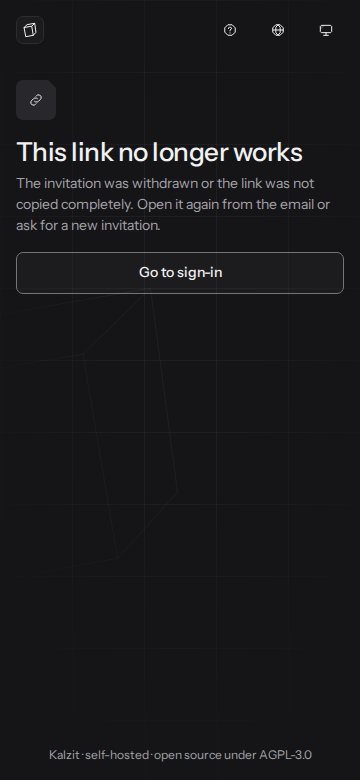 This link no longer works
The invitation was withdrawn or the link was not
copied completely. Open it again from the email or
ask for a new invitation.
Go to sign-in
Kalzit · self-hosted · open source under AGPL-3.0